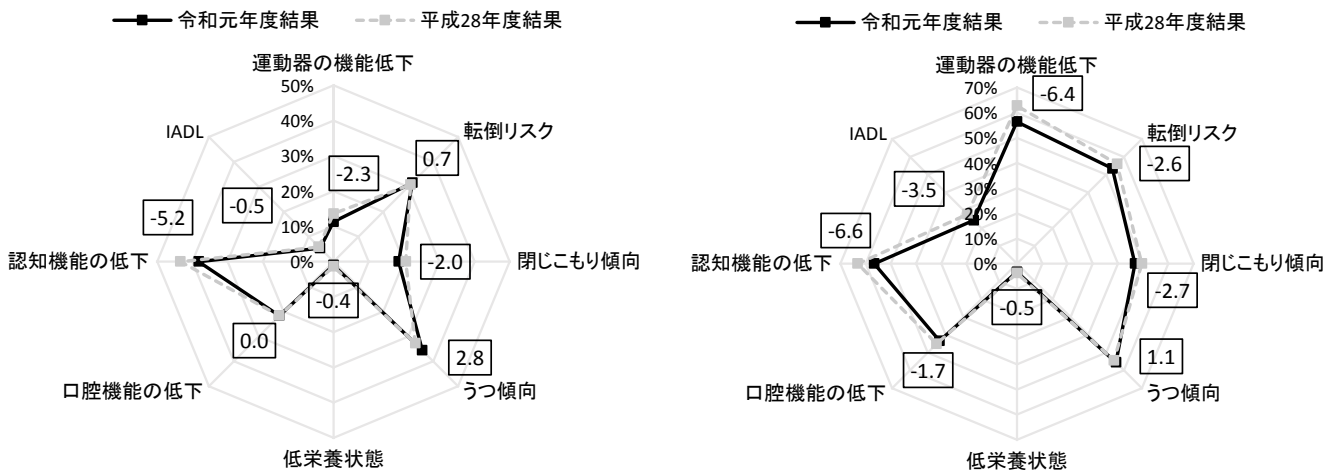 令和元年度結果 平成28年度結果
運動器の機能低下
50%
40%
30%
20%
10%
0%
転倒リスク
閉じこもり傾向
うつ傾向
低栄養状態
口腔機能の低下
認知機能の低下
IADL
-2.3
0.7
-2.0
2.8
-0.4
0.0
-5.2
-0.5
令和元年度結果 平成28年度結果
運動器の機能低下
70%
60%
50%
40%
30%
20%
10%
0%
転倒リスク
閉じこもり傾向
うつ傾向
低栄養状態
口腔機能の低下
認知機能の低下
IADL
-6.4
-2.6
-2.7
1.1
-0.5
-1.7
-6.6
-3.5